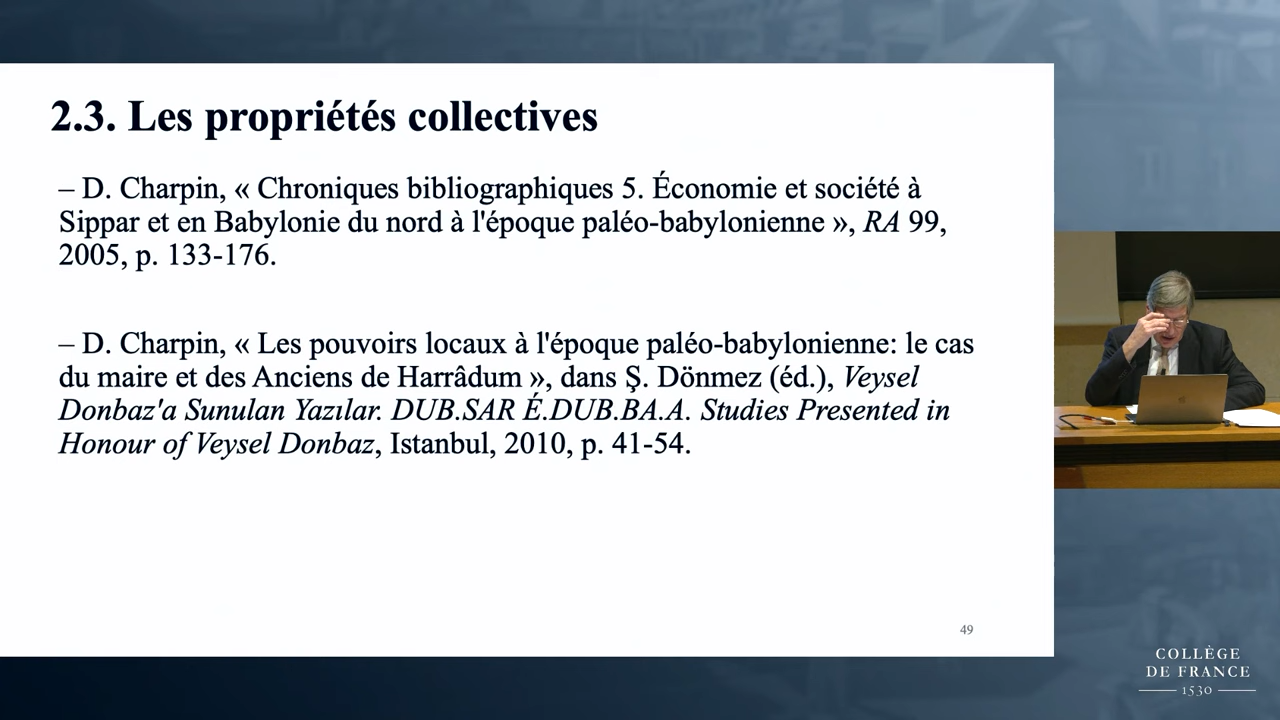 2.3. Les propriétés collectives
– D. Charpin, « Chroniques bibliographiques 5. Économie et société à
Sippar et en Babylonie du nord à l'époque paléo-babylonienne », RA 99,
2005, p. 133-176.
– D. Charpin, « Les pouvoirs locaux à l'époque paléo-babylonienne: le cas
du maire et des Anciens de Harrâdum », dans Ş. Dönmez (éd.), Veysel
Donbaz'a Sunulan Yazılar. DUB.SAR É.DUB.BA.A. Studies Presented in
Honour of Veysel Donbaz, Istanbul, 2010, p. 41-54.
49
COLLÈGE
DE FRANCE
1530